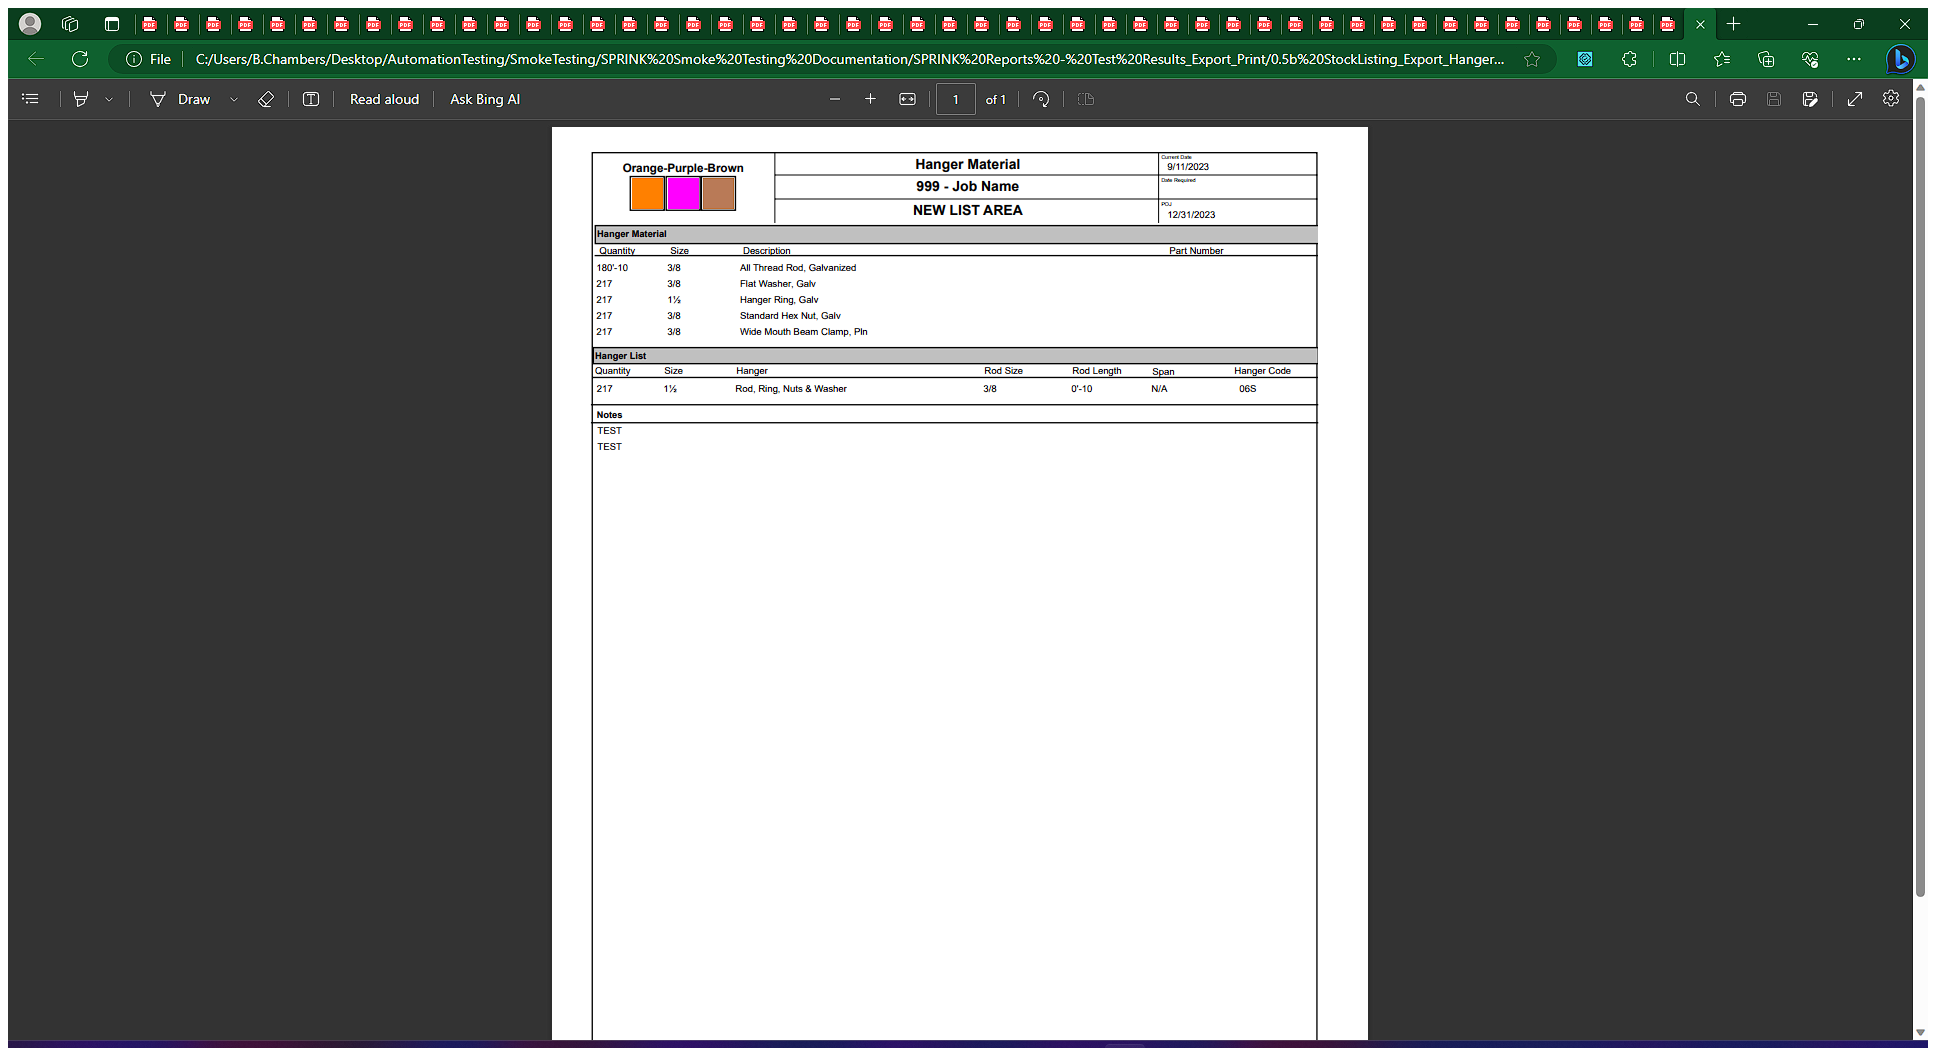 File
C:/Users/B.Chambers/Desktop/AutomationTesting/SmokeTesting/SPRINK%20Smoke%20Testing%20Documentation/SPRINK%20Reports%20-%20Test%20Results_Export_Print/0.5b%20StockListing_Export_Hanger...
Draw
Read aloud
Ask Bing AI
1 of 1
Orange-Purple-Brown
Hanger Material
999 - Job Name
NEW LIST AREA
Current Date
9/11/2023
Date Required
PDJ
12/31/2023
Hanger Material
Quantity Size Description Part Number
180'-10 3/8 All Thread Rod, Galvanized
217 3/8 Flat Washer, Galv
217 1½ Hanger Ring, Galv
217 3/8 Standard Hex Nut, Galv
217 3/8 Wide Mouth Beam Clamp, Pln
Hanger List
Quantity Size Hanger Rod Size Rod Length Span Hanger Code
217 1½ Rod, Ring, Nuts & Washer 3/8 0'-10 N/A 06S
Notes
TEST
TEST